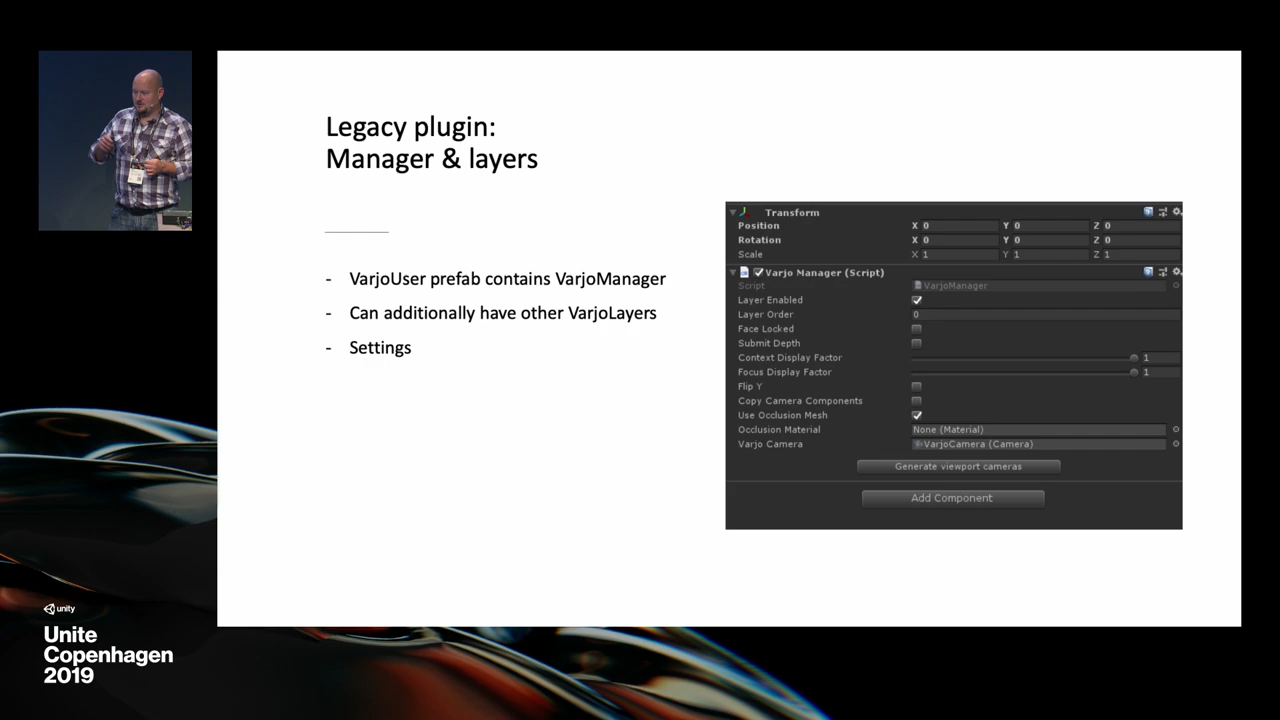 Legacy plugin:
Manager & layers
- VarjoUser prefab contains VarjoManager
- Can additionally have other VarjoLayers
- Settings
Transform
Position X 0 Y 0 Z 0
Rotation X 0 Y 0 Z 0
Scale X 1 Y 1 Z 1
Varjo Manager (Script)
Script VarjoManager
Layer Enabled
Layer Order 0
Face Locked
Submit Depth
Context Display Factor 1
Focus Display Factor 1
Flip Y
Copy Camera Components
Use Occlusion Mesh
Occlusion Material None (Material)
Varjo Camera VarjoCamera (Camera)
Generate viewport cameras
Add Component
unity
Unite
Copenhagen
2019